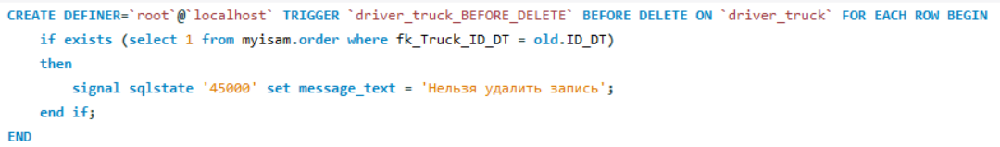 CREATE DEFINER=`root`@`localhost` TRIGGER `driver_truck_BEFORE_DELETE` BEFORE DELETE ON `driver_truck` FOR EACH ROW BEGIN
if exists (select 1 from myisam.order where fk_Truck_ID_DT = old.ID_DT)
then
signal sqlstate '45000' set message_text = 'Нельзя удалить запись';
end if;
END